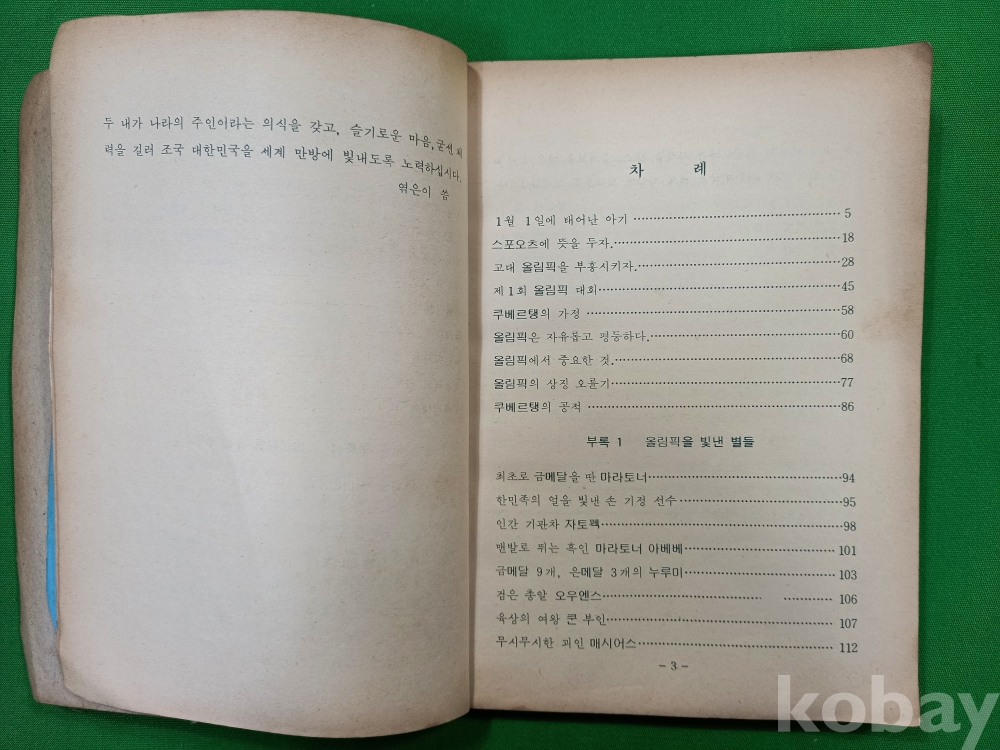 두 내가 나라의 주인이라는 의식을 갖고, 슬기로운 마음, 굳센 체
력을 길러 조국 대한민국을 세계 만방에 빛내도록 노력하십시다.
엮은이 씀
차 례
1월 1일에 태어난 아기 5
스포오츠에 뜻을 두자. 18
고대 올림픽을 부흥시키자. 28
제 1 회 올림픽 대회 45
쿠베르탱의 가정 58
올림픽은 자유롭고 평등하다. 60
올림픽에서 중요한 것. 68
올림픽의 상징 오륜기 77
쿠베르탱의 공적 86
부록 1 올림픽을 빛낸 별들
최초로 금메달을 딴 마라토너 94
한민족의 얼을 빛낸 손 기정 선수 95
인간 기관차 자토펙 98
맨발로 뛰는 흑인 마라토너 아베베 101
금메달 9개, 은메달 3개의 누루미 103
검은 총알 오우엔스 106
육상의 여왕 쿤 부인 107
무시무시한 괴인 매시어스 112
- 3 -
kobay